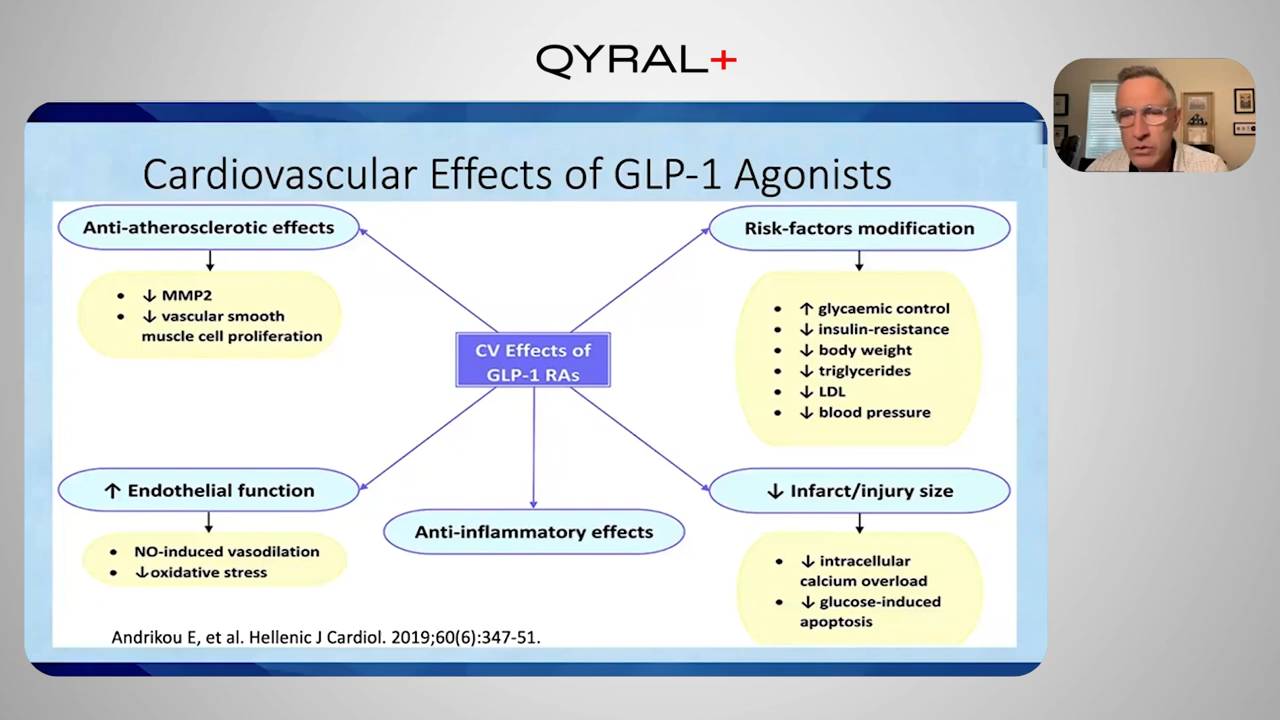 QYRAL+
Cardiovascular Effects of GLP-1 Agonists
Anti-atherosclerotic effects
• ↓ MMP2
• ↓ vascular smooth
muscle cell proliferation
Risk-factors modification
• ↑ glycaemic control
• ↓ insulin-resistance
• ↓ body weight
• ↓ triglycerides
• ↓ LDL
• ↓ blood pressure
CV Effects of
GLP-1 RAs
↑ Endothelial function
• NO-induced vasodilation
• ↓oxidative stress
Anti-inflammatory effects
↓ Infarct/injury size
• ↓ intracellular
calcium overload
• ↓ glucose-induced
apoptosis
Andrikou E, et al. Hellenic J Cardiol. 2019;60(6):347-51.